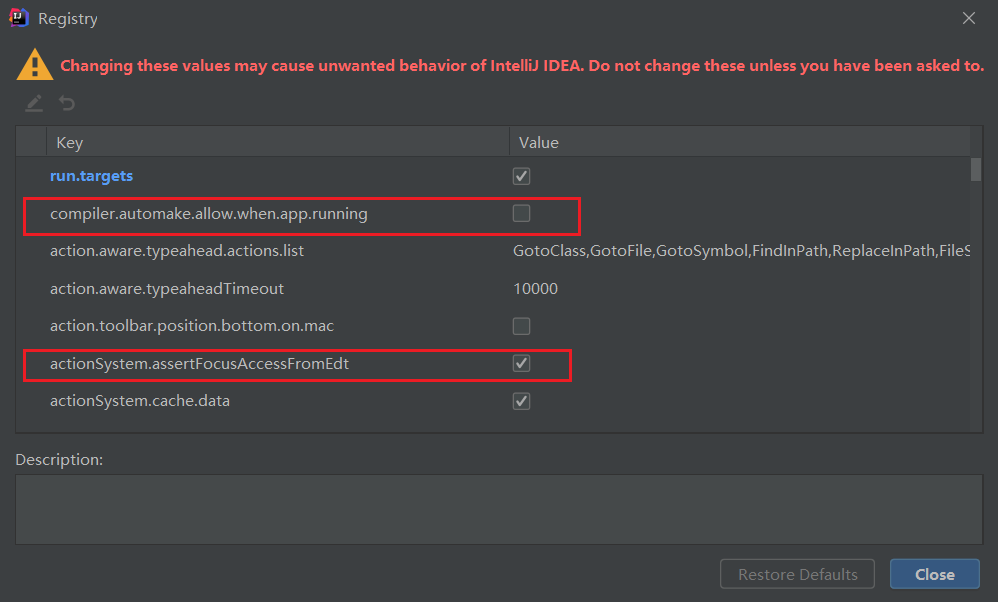 Registry
Changing these values may cause unwanted behavior of IntelliJ IDEA. Do not change these unless you have been asked to.
Key Value
run.targets
compiler.automake.allow.when.app.running
action.aware.typeahead.actions.list GotoClass,GotoFile,GotoSymbol,FindInPath,ReplaceInPath,FileS
action.aware.typeaheadTimeout 10000
action.toolbar.position.bottom.on.mac
actionSystem.assertFocusAccessFromEdt
actionSystem.cache.data
Description:
Restore Defaults Close